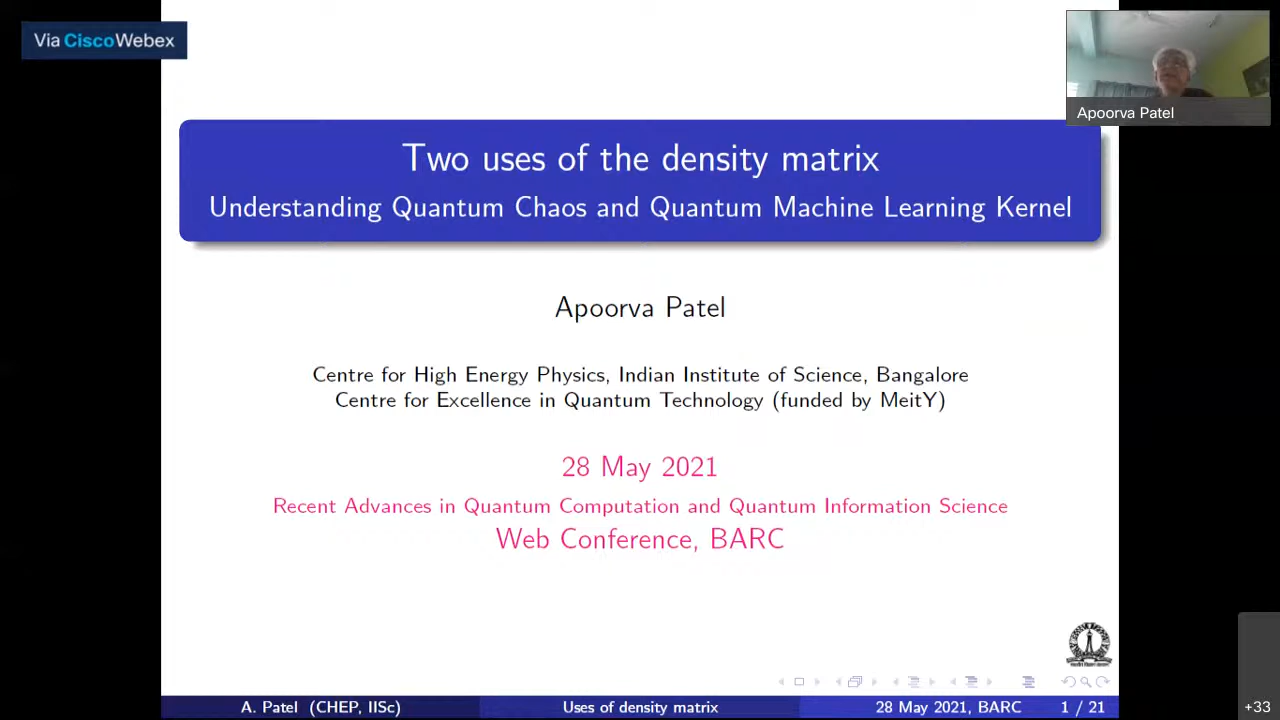 Via CiscoWebex
Apoorva Patel
Two uses of the density matrix
Understanding Quantum Chaos and Quantum Machine Learning Kernel
Apoorva Patel
Centre for High Energy Physics, Indian Institute of Science, Bangalore
Centre for Excellence in Quantum Technology (funded by MeitY)
28 May 2021
Recent Advances in Quantum Computation and Quantum Information Science
Web Conference, BARC
A. Patel (CHEP, IISc)
Uses of density matrix
28 May 2021, BARC
1 / 21
+33